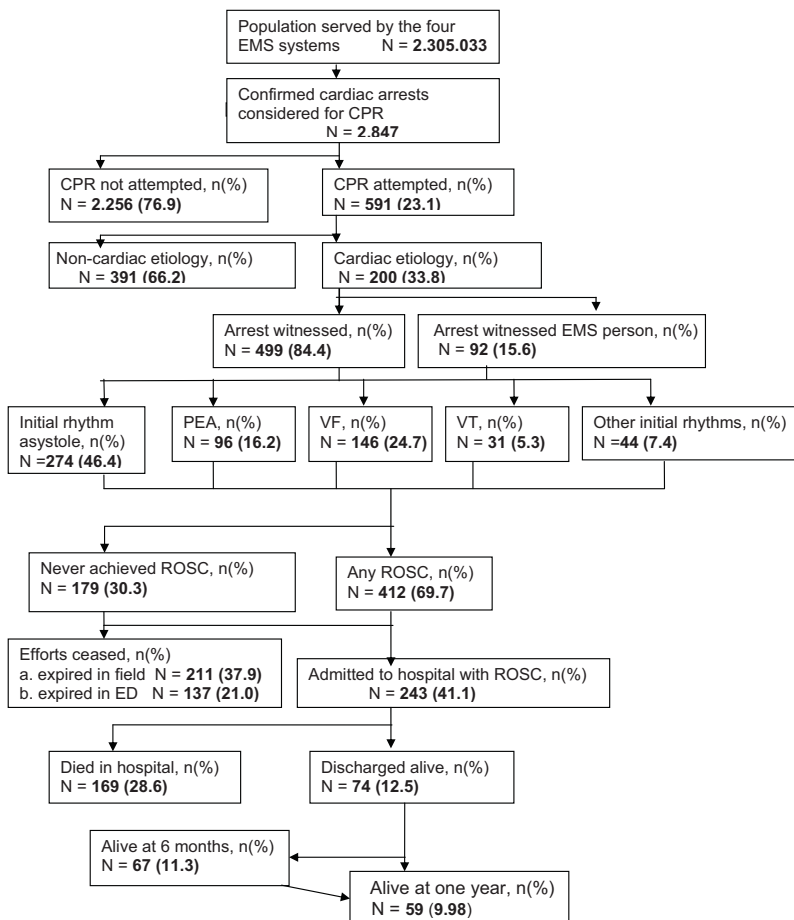 Population served by the four
EMS systems N = 2.305.033
Confirmed cardiac arrests
considered for CPR
N = 2.847
CPR not attempted, n(%)
N = 2.256 (76.9)
CPR attempted, n(%)
N = 591 (23.1)
Non-cardiac etiology, n(%)
N = 391 (66.2)
Cardiac etiology, n(%)
N = 200 (33.8)
Arrest witnessed, n(%)
N = 499 (84.4)
Arrest witnessed EMS person, n(%)
N = 92 (15.6)
Initial rhythm
asystole, n(%)
N =274 (46.4)
PEA, n(%)
N = 96 (16.2)
VF, n(%)
N = 146 (24.7)
VT, n(%)
N = 31 (5.3)
Other initial rhythms, n(%)
N =44 (7.4)
Never achieved ROSC, n(%)
N = 179 (30.3)
Any ROSC, n(%)
N = 412 (69.7)
Efforts ceased, n(%)
a. expired in field N = 211 (37.9)
b. expired in ED N = 137 (21.0)
Admitted to hospital with ROSC, n(%)
N = 243 (41.1)
Died in hospital, n(%)
N = 169 (28.6)
Discharged alive, n(%)
N = 74 (12.5)
Alive at 6 months, n(%)
N = 67 (11.3)
Alive at one year, n(%)
N = 59 (9.98)